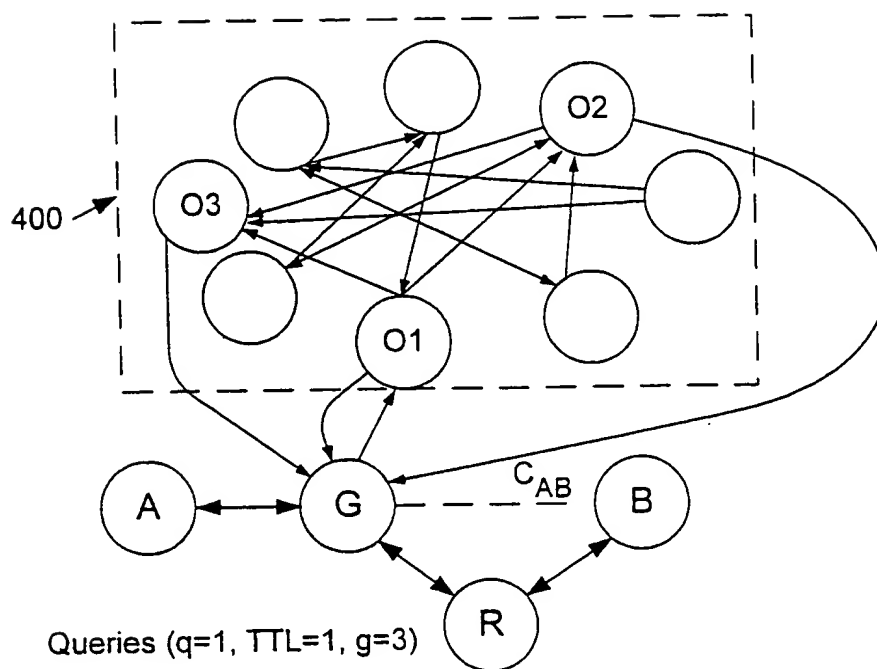 O2
400
O3
O1
C_AB
A
G
B
R
Queries (q=1, TTL=1, g=3)